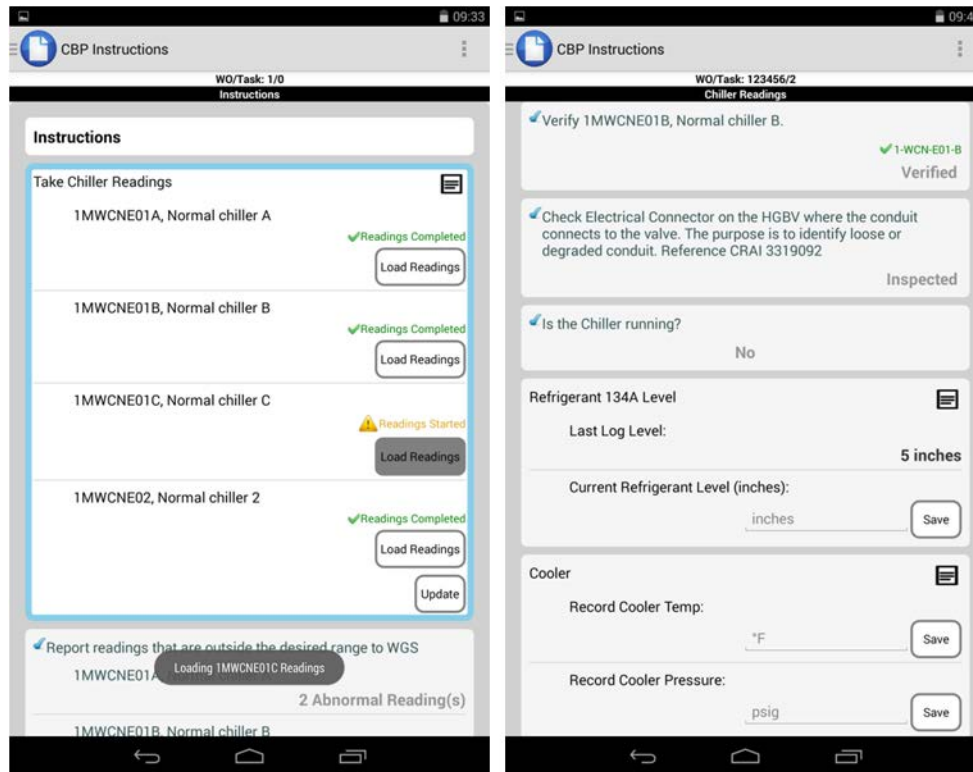 09:33
CBP Instructions
WO/Task: 1/0
Instructions
Instructions
Take Chiller Readings
1MWCNE01A, Normal chiller A
Readings Completed
Load Readings
1MWCNE01B, Normal chiller B
Readings Completed
Load Readings
1MWCNE01C, Normal chiller C
Readings Started
Load Readings
1MWCNE02, Normal chiller 2
Readings Completed
Load Readings
Update
Report readings that are outside the desired range to WGS
1MWCNE01A
Loading 1MWCNE01C Readings
2 Abnormal Reading(s)
1MWCNE01B, Normal chiller B
09:4
CBP Instructions
WO/Task: 123456/2
Chiller Readings
Verify 1MWCNE01B, Normal chiller B.
1-WCN-E01-B
Verified
Check Electrical Connector on the HGBV where the conduit
connects to the valve. The purpose is to identify loose or
degraded conduit. Reference CRAI 3319092
Inspected
Is the Chiller running?
No
Refrigerant 134A Level
Last Log Level:
5 inches
Current Refrigerant Level (inches):
inches
Save
Cooler
Record Cooler Temp:
°F
Save
Record Cooler Pressure:
psig
Save